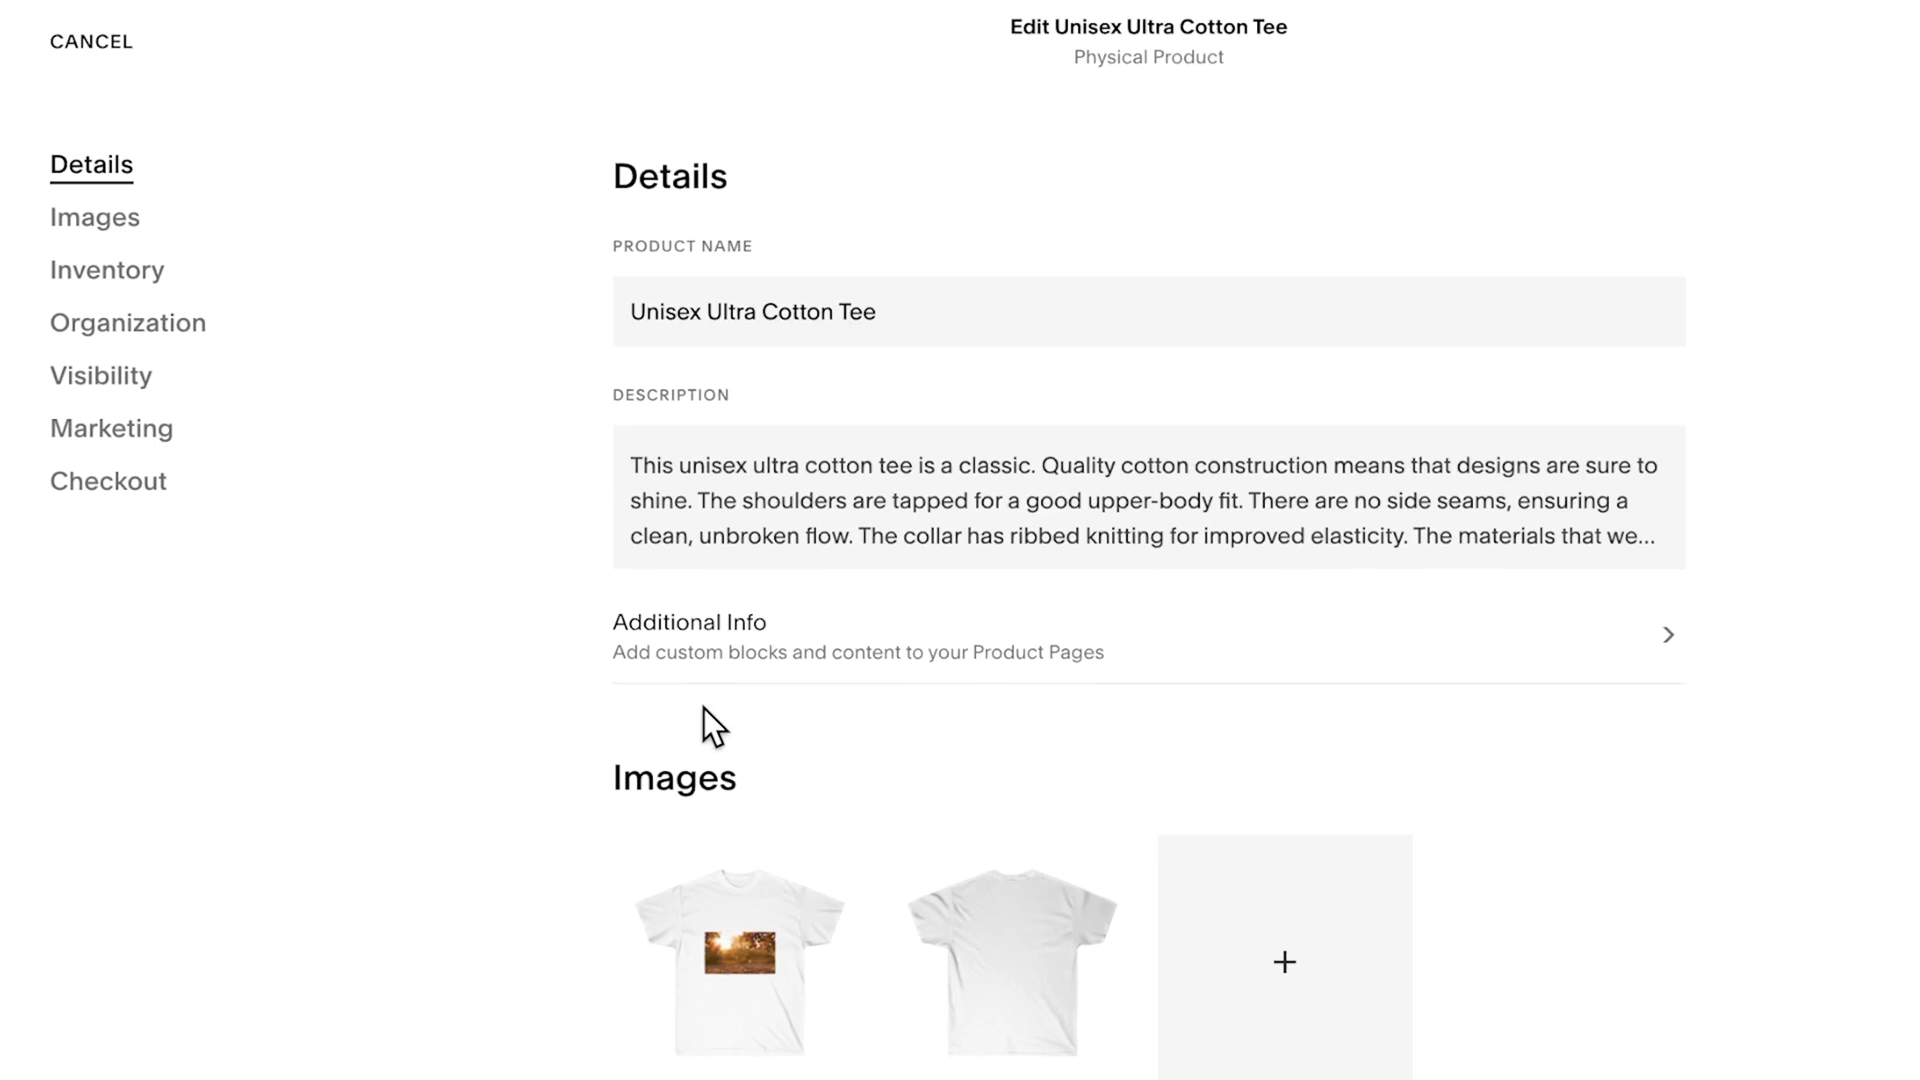 CANCEL
Edit Unisex Ultra Cotton Tee
Physical Product
Details
Images
Inventory
Organization
Visibility
Marketing
Checkout
Details
PRODUCT NAME
Unisex Ultra Cotton Tee
DESCRIPTION
This unisex ultra cotton tee is a classic. Quality cotton construction means that designs are sure to
shine. The shoulders are tapped for a good upper-body fit. There are no side seams, ensuring a
clean, unbroken flow. The collar has ribbed knitting for improved elasticity. The materials that we...
Additional Info
Add custom blocks and content to your Product Pages
Images